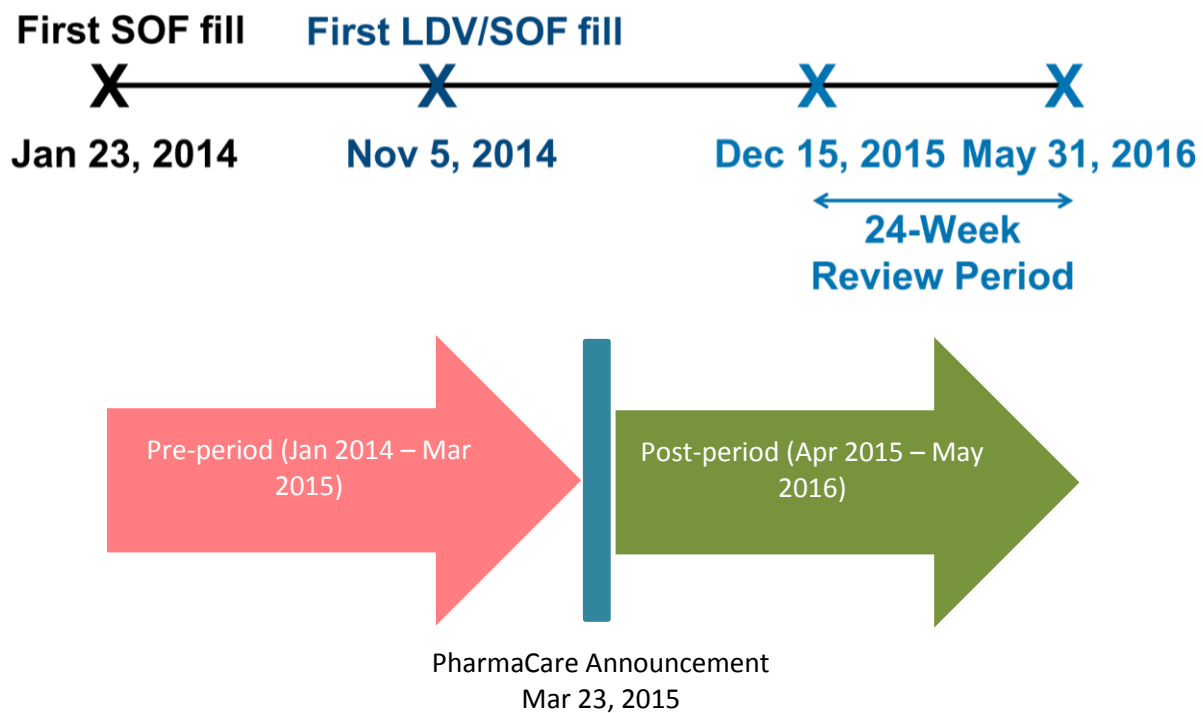 First SOF fill
First LDV/SOF fill
X
X
X
X
Jan 23, 2014
Nov 5, 2014
Dec 15, 2015
May 31, 2016
24-Week
Review Period
Pre-period (Jan 2014 – Mar
2015)
Post-period (Apr 2015 – May
2016)
PharmaCare Announcement
Mar 23, 2015